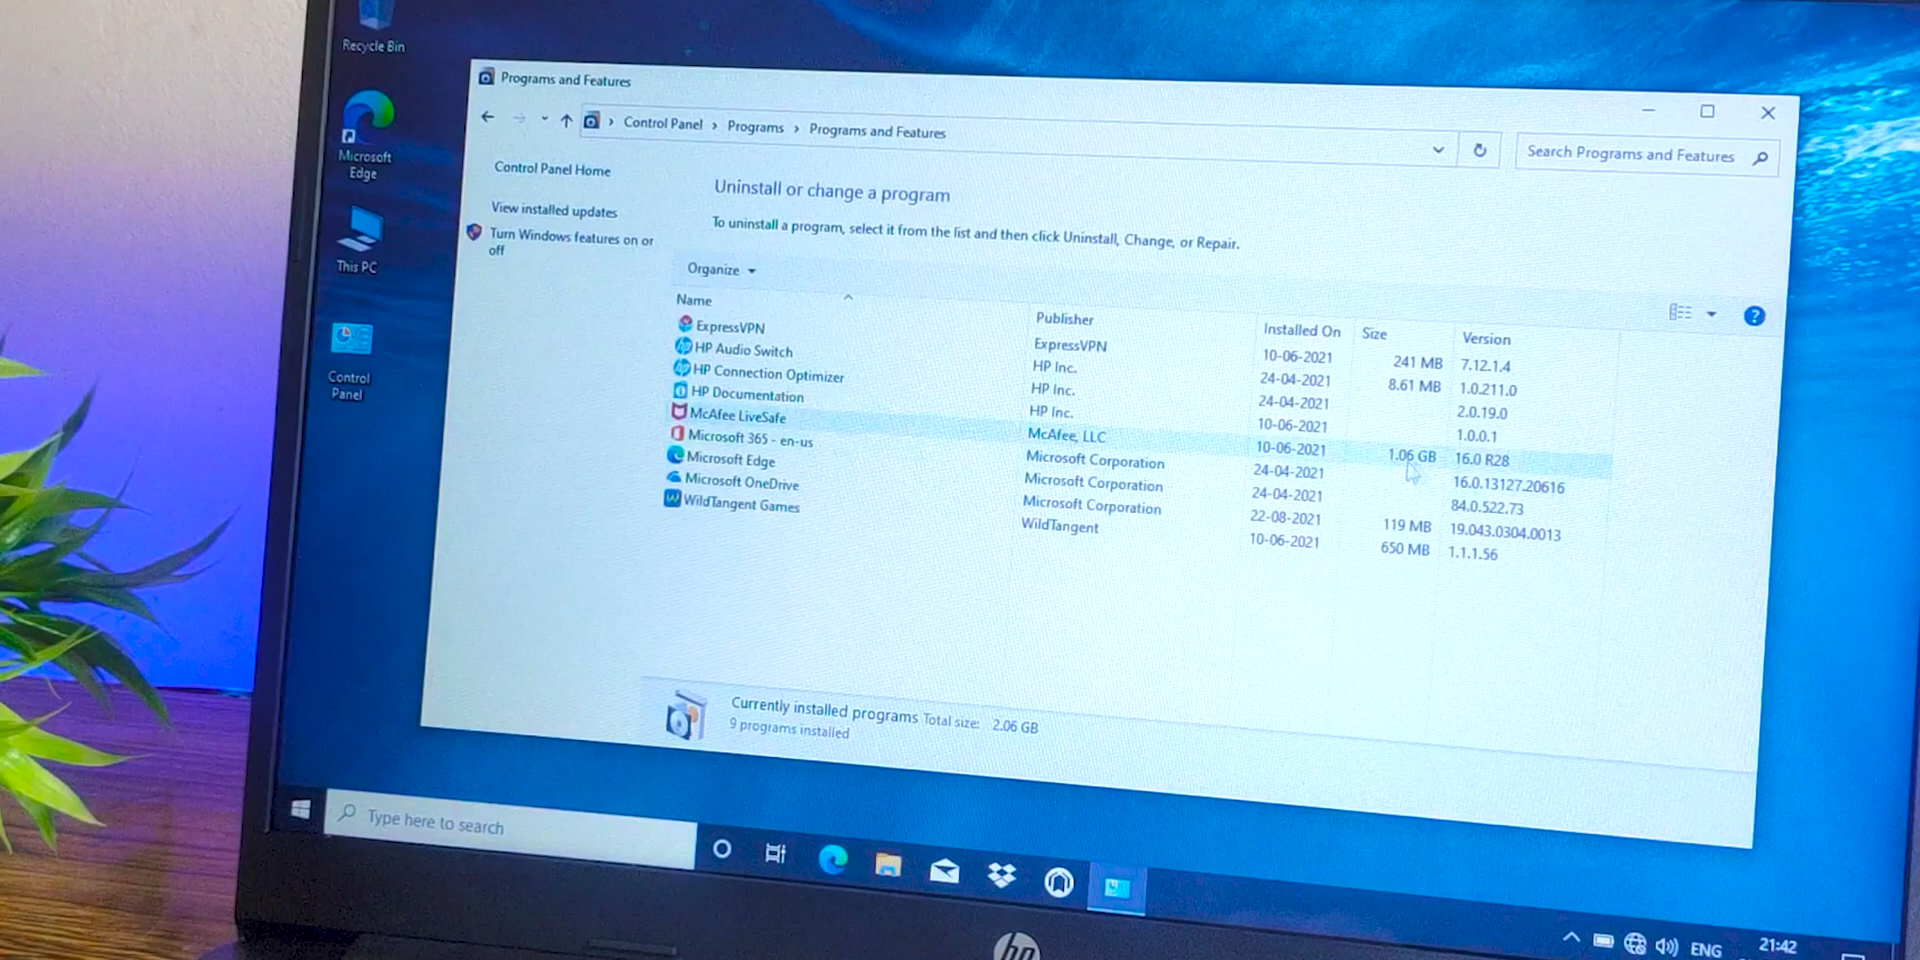 Recycle Bin
Microsoft
Edge
This PC
Control
Panel
Programs and Features
Control Panel › Programs › Programs and Features
Search Programs and Features
Control Panel Home
View installed updates
Turn Windows features on or
off
Uninstall or change a program
To uninstall a program, select it from the list and then click Uninstall, Change, or Repair.
Organize
Name Publisher Installed On Size Version
ExpressVPN ExpressVPN 10-06-2021 241 MB 7.12.1.4
HP Audio Switch HP Inc. 24-04-2021 8.61 MB 1.0.211.0
HP Connection Optimizer HP Inc. 24-04-2021 2.0.19.0
HP Documentation HP Inc. 10-06-2021 1.0.0.1
McAfee LiveSafe McAfee, LLC 10-06-2021 1.06 GB 16.0 R28
Microsoft 365 - en-us Microsoft Corporation 24-04-2021 16.0.13127.20616
Microsoft Edge Microsoft Corporation 24-04-2021 84.0.522.73
Microsoft OneDrive Microsoft Corporation 22-08-2021 119 MB 19.043.0304.0013
WildTangent Games WildTangent 10-06-2021 650 MB 1.1.1.56
Currently installed programs Total size: 2.06 GB
9 programs installed
Type here to search
ENG
21:42
hp